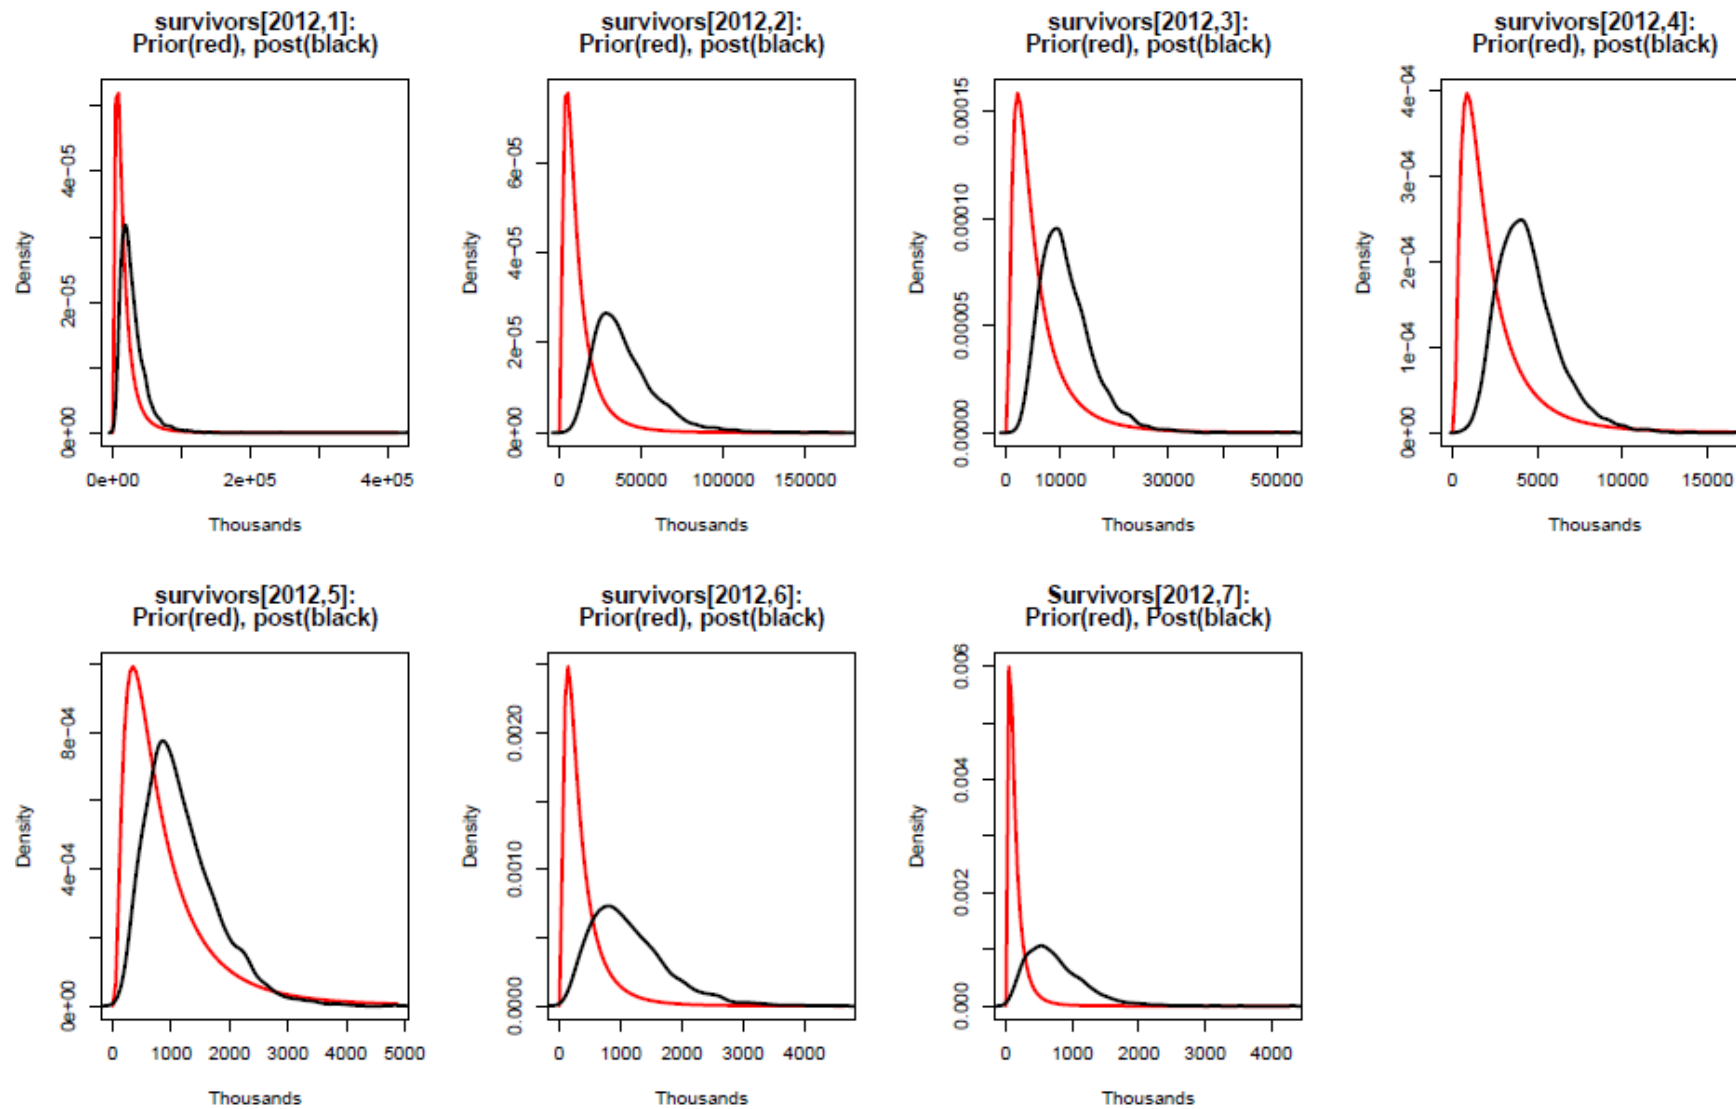 survivors[2012,1]:
Prior(red), post(black)
Density
0e+00 2e-05 4e-05
0e+00 2e+05 4e+05
Thousands
survivors[2012,2]:
Prior(red), post(black)
Density
0e+00 2e-05 4e-05 6e-05
0 50000 100000 150000
Thousands
survivors[2012,3]:
Prior(red), post(black)
Density
0.00000 0.00005 0.00010 0.00015
0 10000 30000 50000
Thousands
survivors[2012,4]:
Prior(red), post(black)
Density
0e+00 1e-04 2e-04 3e-04 4e-04
0 5000 10000 15000
Thousands
survivors[2012,5]:
Prior(red), post(black)
Density
0e+00 4e-04 8e-04
0 1000 2000 3000 4000 5000
Thousands
survivors[2012,6]:
Prior(red), post(black)
Density
0.0000 0.0010 0.0020
0 1000 2000 3000 4000
Thousands
Survivors[2012,7]:
Prior(red), Post(black)
Density
0.000 0.002 0.004 0.006
0 1000 2000 3000 4000
Thousands